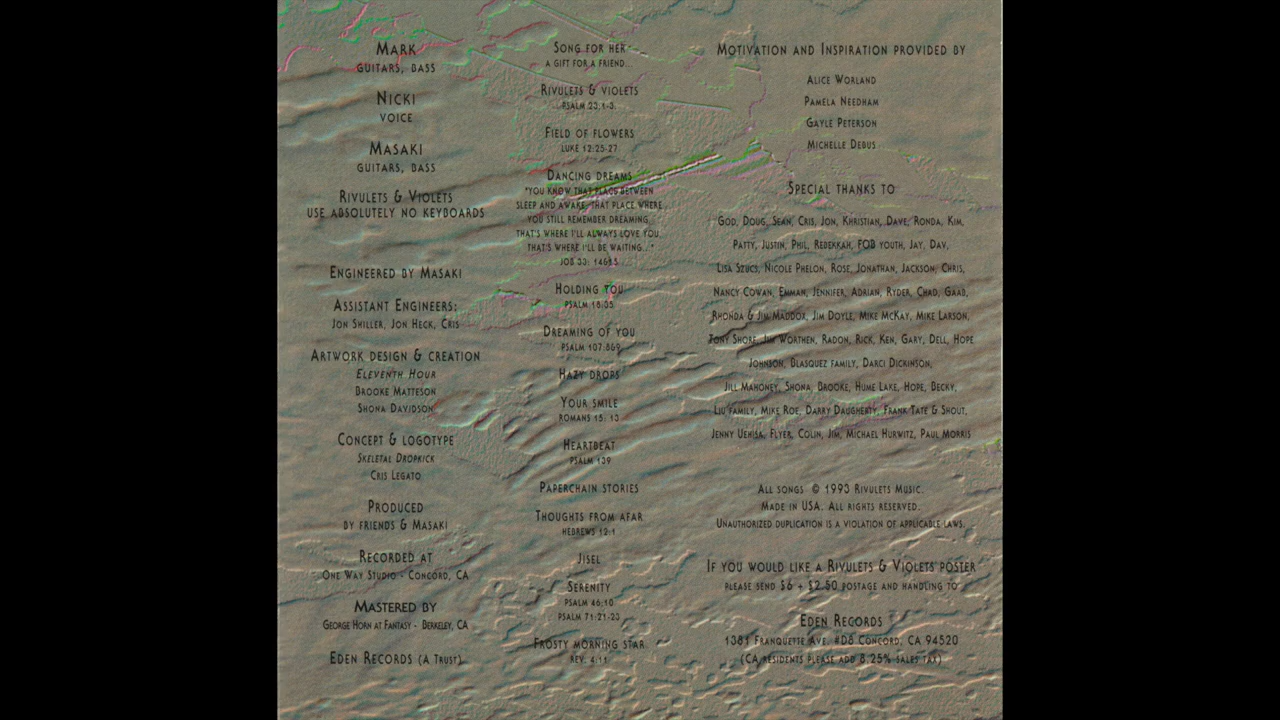 Mark
guitars, bass
Nicki
voice
Masaki
guitars, bass
Rivulets & Violets
use absolutely no keyboards
Engineered by Masaki
Assistant Engineers:
Jon Shiller, Jon Heck, Cris
Artwork design & creation
Eleventh Hour
Brooke Matteson
Shona Davidson
Concept & logotype
Skeletal Dropkick
Cris Legato
Produced
by friends & Masaki
Recorded at
One Way Studio - Concord, CA
Mastered by
George Horn at Fantasy - Berkeley, CA
Eden Records (A Trust)
Song for her
a gift for a friend...
Rivulets & violets
Psalm 23:1-3
Field of flowers
Luke 12:25-27
Dancing dreams
"You know that place between
sleep and awake, that place where
you still remember dreaming.
That's where I'll always love you.
That's where I'll be waiting..."
Job 33:
Holding you
Psalm 18:35
Dreaming of you
Psalm 107:8&9
Hazy drops
Your smile
Romans 15: 13
Heartbeat
Psalm 139
Paperchain stories
Thoughts from afar
Hebrews 12:1
Jisel
Serenity
Psalm 46:10
Psalm 71:21-23
Frosty morning star
Rev. 4:11
Motivation and Inspiration provided by
Alice Worland
Pamela Needham
Gayle Peterson
Michelle Debus
Special thanks to
God, Doug, Sean, Cris, Jon, Khristian, Dave, Ronda, Kim,
Patty, Justin, Phil, Rebekkah, FOB youth, Jay, Dav,
Lisa Szucs, Nicole Phelon, Rose, Jonathan, Jackson, Chris,
Nancy Cowan, Emman, Jennifer, Adrian, Ryder, Chad, Gaab,
Rhonda & Jim Maddox, Jim Doyle, Mike McKay, Mike Larson,
Tony Shore, Jim Worthen, Radon, Rick, Ken, Gary, Dell, Hope
Johnson, Blasquez family, Darci Dickinson,
Jill Mahoney, Shona, Brooke, Hume Lake, Hope, Becky,
Liu family, Mike Roe, Darry Daugherty, Frank Tate & Shout,
Jenny Uehisk, Flyer, Colin, Jim, Michael Hurwitz, Paul Morris
All songs © 1993 Rivulets Music.
Made in USA. All rights reserved.
Unauthorized duplication is a violation of applicable laws.
If you would like a Rivulets & Violets poster
please send $6 + $2.50 postage and handling to
Eden Records
1381 Franquette Ave. #D8 Concord, CA 94520
(CA residents please add 8.25% sales tax)